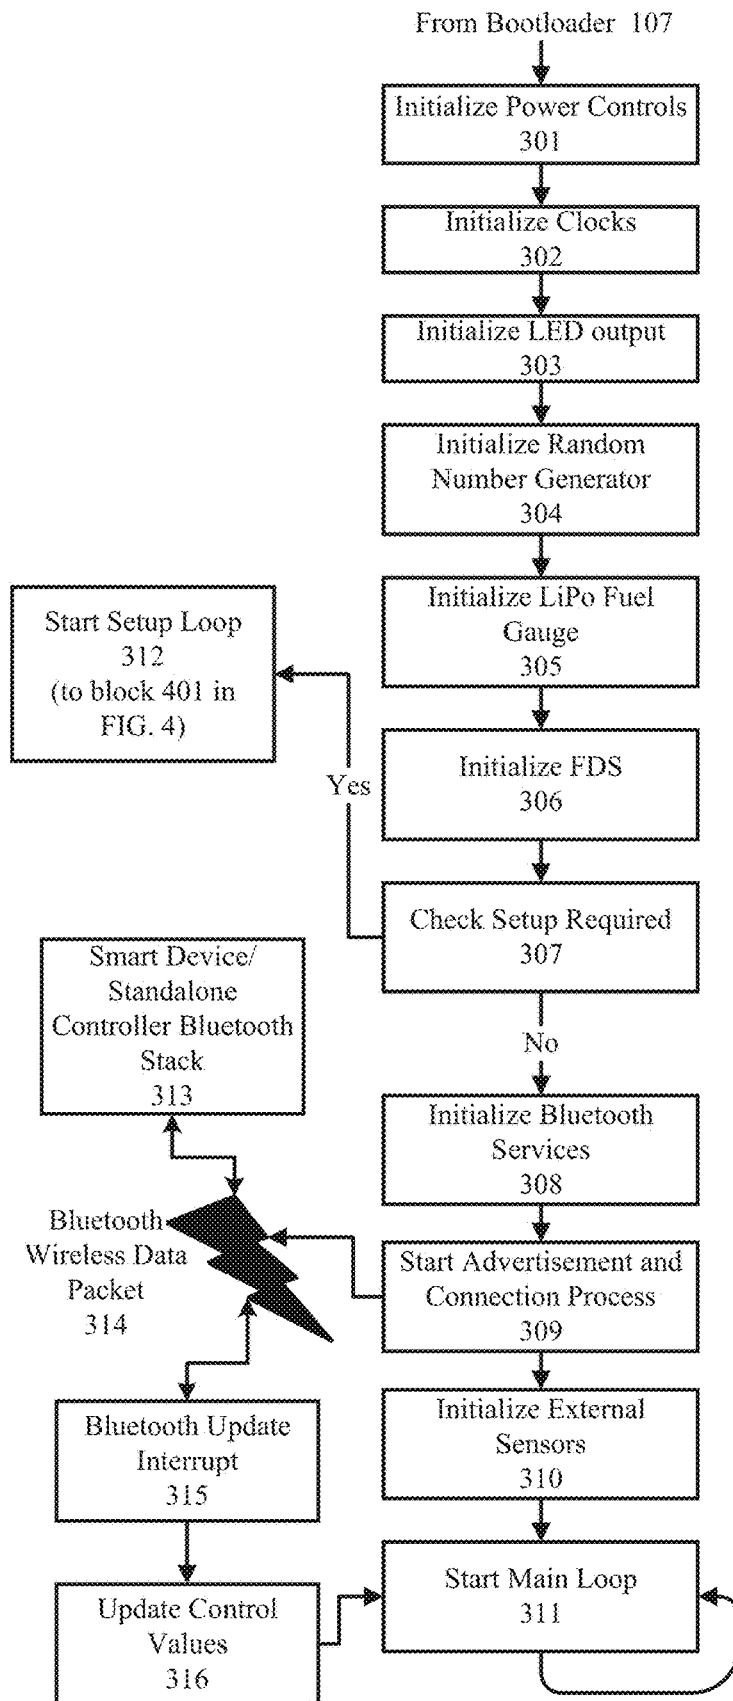 From Bootloader 107
Initialize Power Controls
301
Initialize Clocks
302
Initialize LED output
303
Initialize Random
Number Generator
304
Initialize LiPo Fuel
Gauge
305
Start Setup Loop
312
(to block 401 in
FIG. 4)
Yes
Initialize FDS
306
Check Setup Required
307
No
Smart Device/
Standalone
Controller Bluetooth
Stack
313
Initialize Bluetooth
Services
308
Bluetooth
Wireless Data
Packet
314
Start Advertisement and
Connection Process
309
Initialize External
Sensors
310
Bluetooth Update
Interrupt
315
Start Main Loop
311
Update Control
Values
316